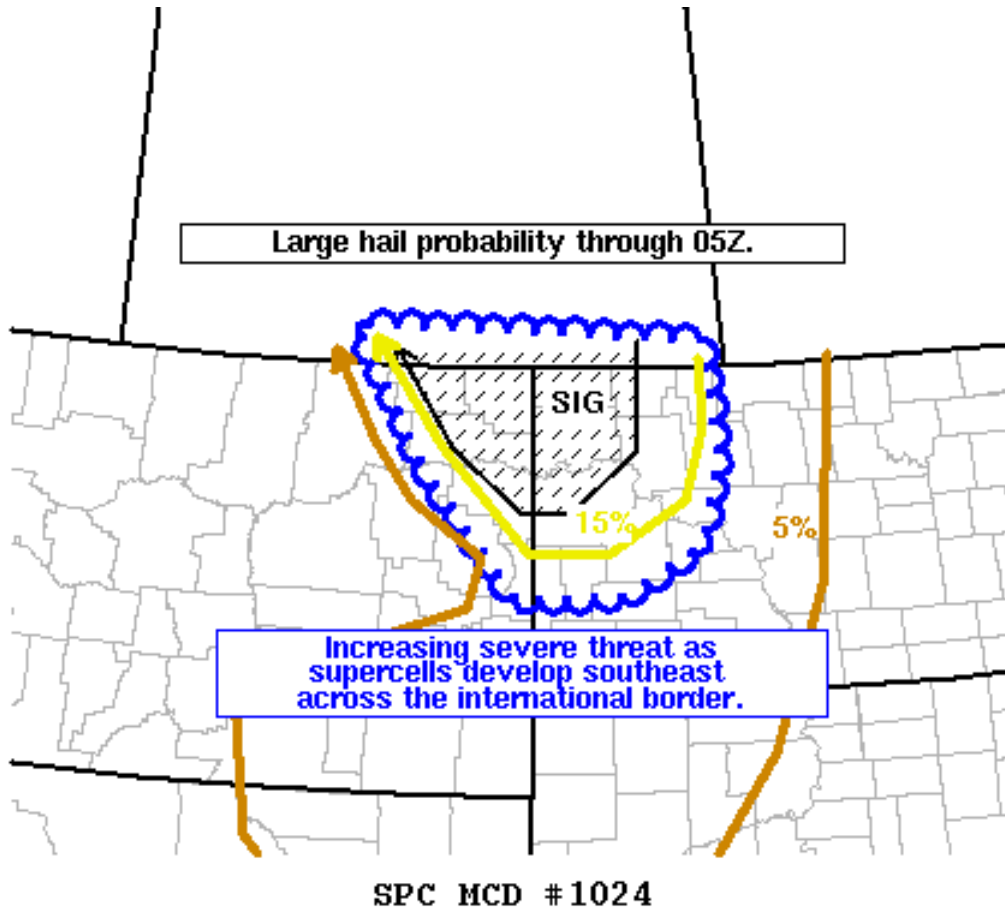 Large hail probability through 05Z.
SIG
15%
5%
Increasing severe threat as
supercells develop southeast
across the international border.
SPC MCD #1024